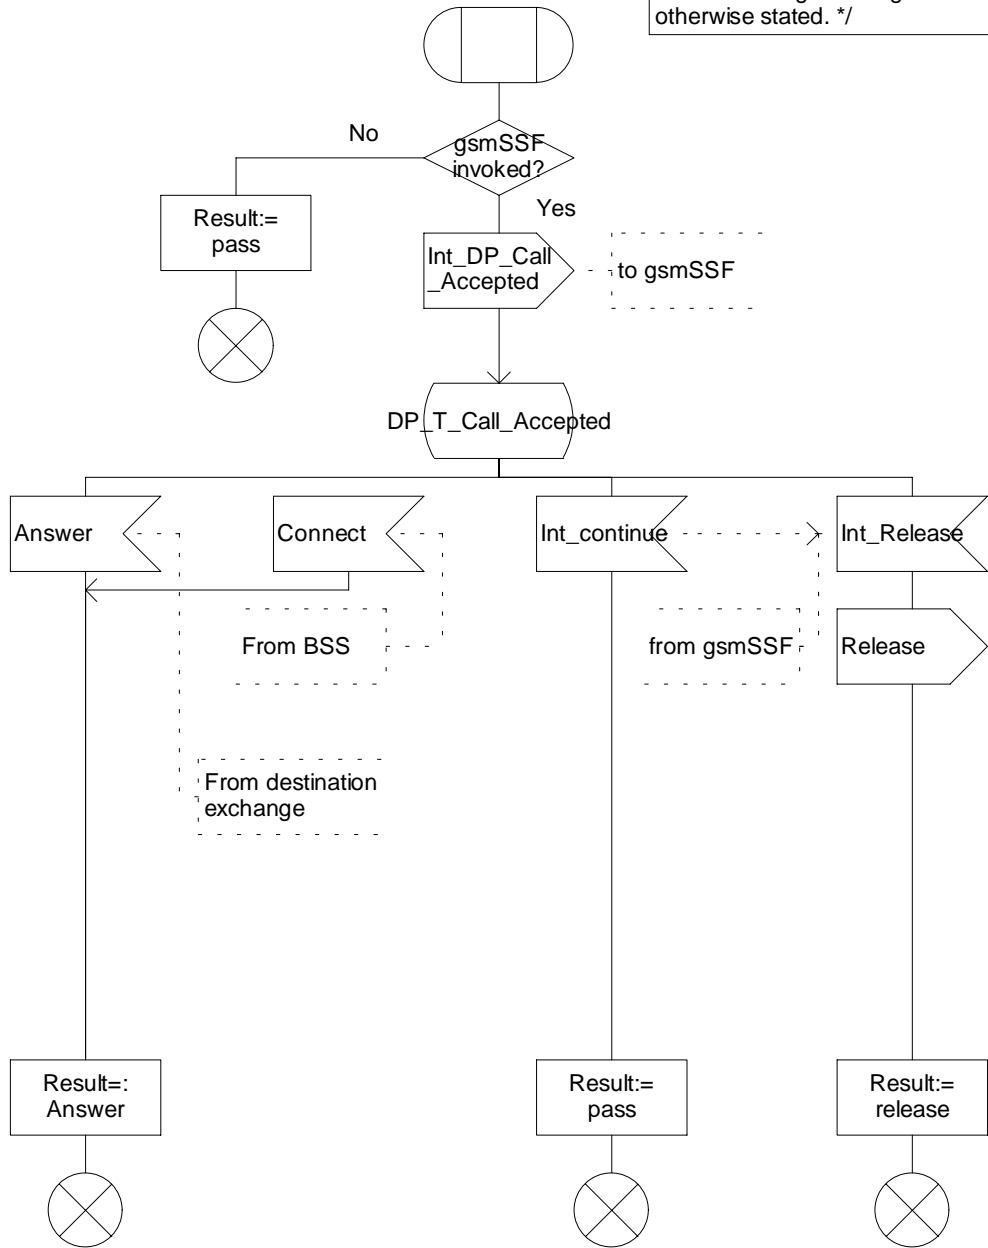 otherwise stated. */
No
gsmSSF
invoked?
Yes
Result:=
pass
Int_DP_Call
_Accepted
to gsmSSF
DP_T_Call_Accepted
Answer
Connect
Int_continue
Int_Release
From BSS
from gsmSSF
Release
From destination
exchange
Result=:
Answer
Result:=
pass
Result:=
release